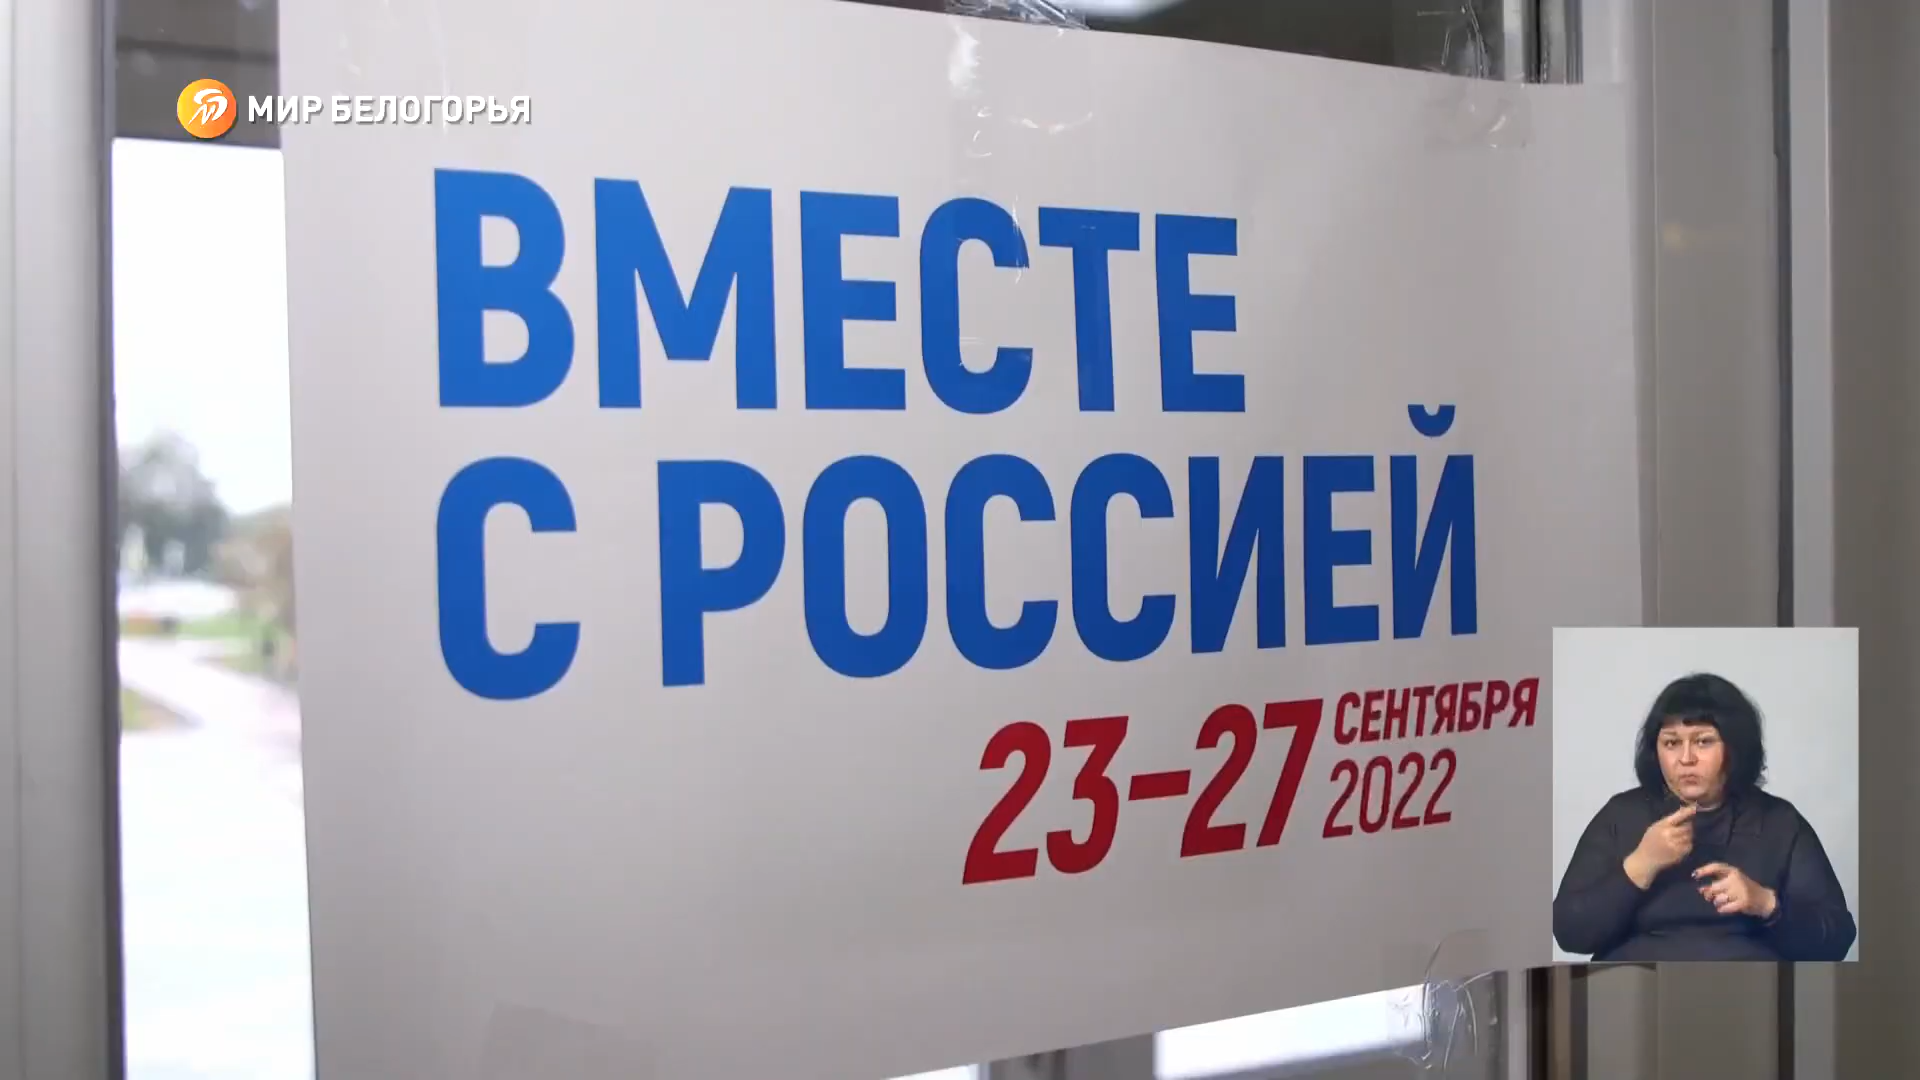 МИР БЕЛОГОРЬЯ
ВМЕСТЕ
С РОССИЕЙ
23-27 СЕНТЯБРЯ
2022